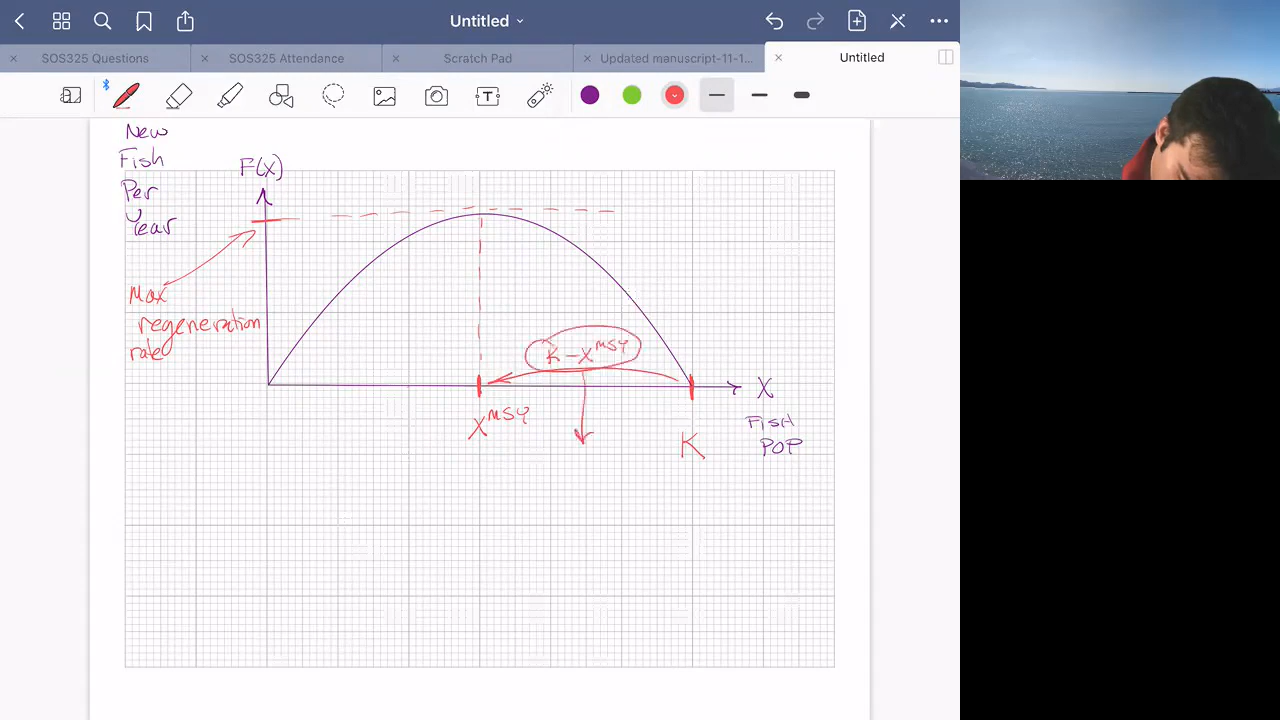 Untitled
SOS325 Questions
SOS325 Attendance
Scratch Pad
Updated manuscript-11-1...
Untitled
New
Fish
Per
Year
F(X)
Max
regeneration
rate
K - X^MSY
X^MSY
K
X
Fish
POP